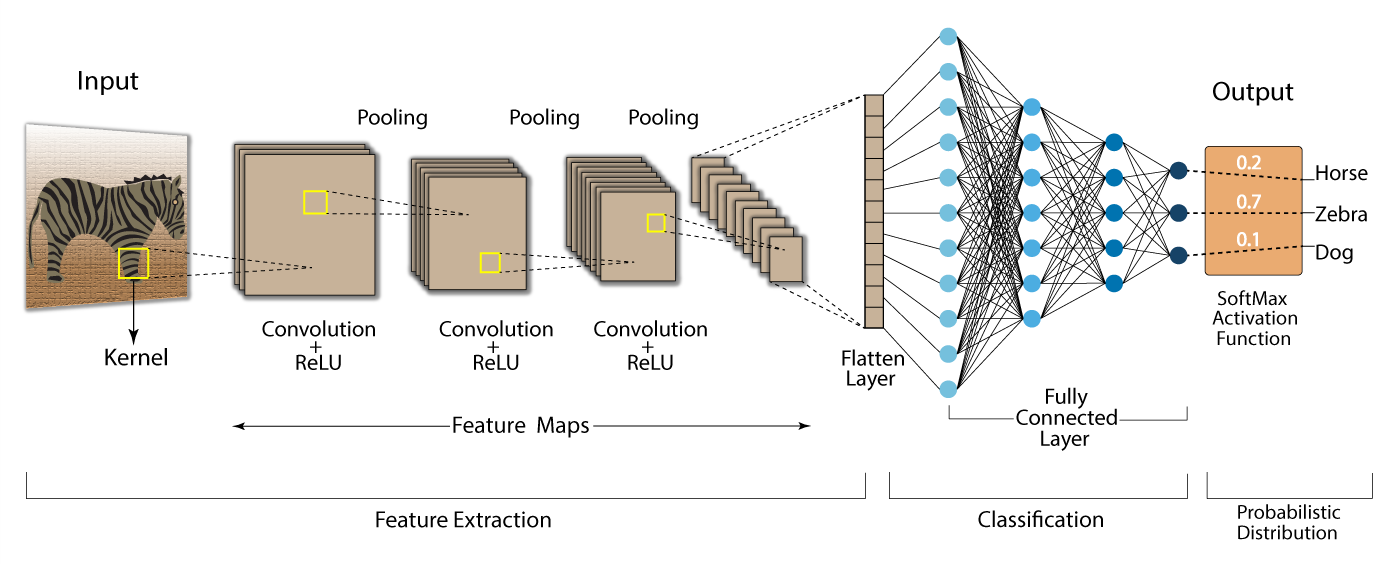 Input
Kernel
Pooling
Pooling
Pooling
Convolution
+
ReLU
Convolution
+
ReLU
Convolution
+
ReLU
Feature Maps
Flatten
Layer
Fully
Connected
Layer
Output
0.2
Horse
0.7
Zebra
0.1
Dog
SoftMax
Activation
Function
Feature Extraction
Classification
Probabilistic
Distribution